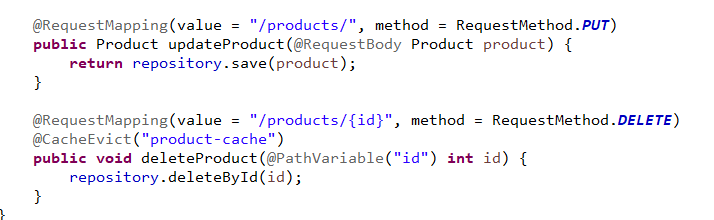 @RequestMapping(value = "/products/", method = RequestMethod.PUT)
public Product updateProduct(@RequestBody Product product) {
return repository.save(product);
}
@RequestMapping(value = "/products/{id}", method = RequestMethod.DELETE)
@CacheEvict("product-cache")
public void deleteProduct(@PathVariable("id") int id) {
repository.deleteById(id);
}
}